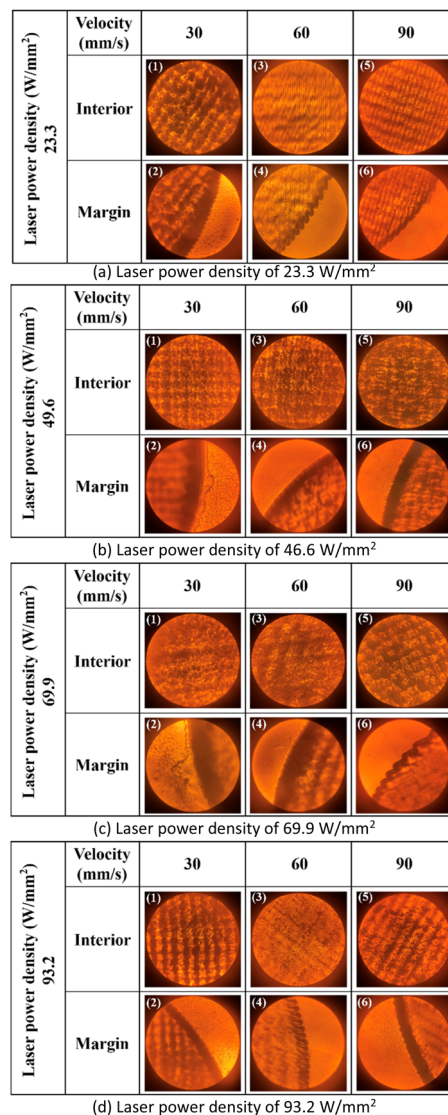 Laser power density (W/mm²)
23.3
Velocity
(mm/s)
30
60
90
Interior
(1)
(3)
(5)
Margin
(2)
(4)
(6)
(a) Laser power density of 23.3 W/mm²
Laser power density (W/mm²)
49.6
Velocity
(mm/s)
30
60
90
Interior
(1)
(3)
(5)
Margin
(2)
(4)
(6)
(b) Laser power density of 46.6 W/mm²
Laser power density (W/mm²)
69.9
Velocity
(mm/s)
30
60
90
Interior
(1)
(3)
(5)
Margin
(2)
(4)
(6)
(c) Laser power density of 69.9 W/mm²
Laser power density (W/mm²)
93.2
Velocity
(mm/s)
30
60
90
Interior
(1)
(3)
(5)
Margin
(2)
(4)
(6)
(d) Laser power density of 93.2 W/mm²